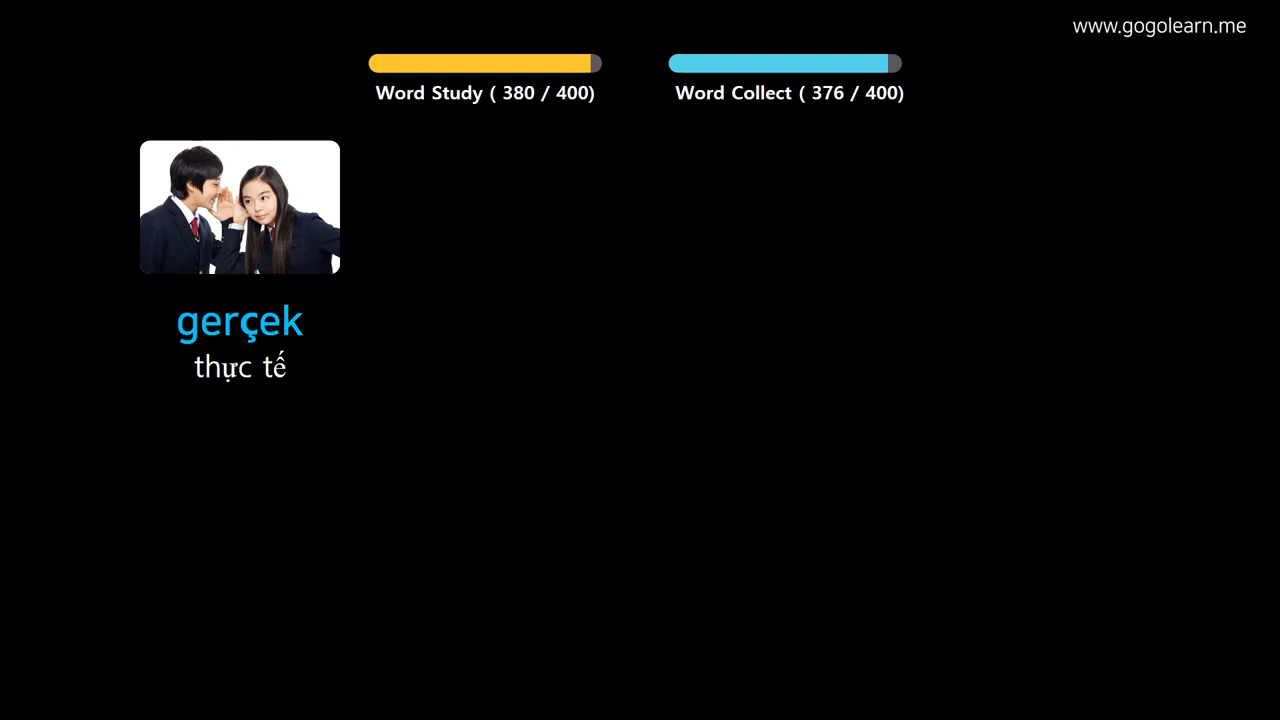 www.gogolearn.me
Word Study ( 380 / 400)
Word Collect ( 376 / 400)
gerçek
thực tế